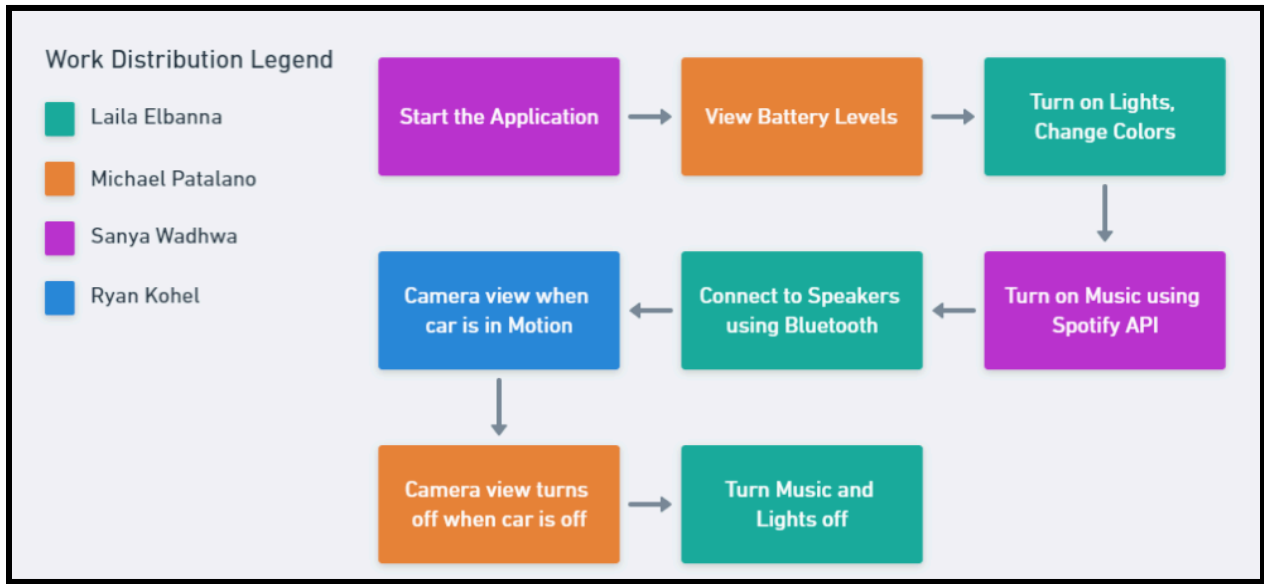 Work Distribution Legend
Laila Elbanna
Michael Patalano
Sanya Wadhwa
Ryan Kohel
Start the Application
View Battery Levels
Turn on Lights,
Change Colors
Turn on Music using
Spotify API
Connect to Speakers
using Bluetooth
Camera view when
car is in Motion
Camera view turns
off when car is off
Turn Music and
Lights off